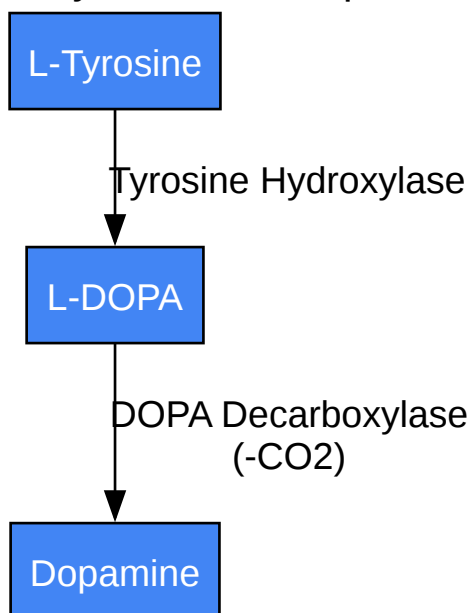 L-Tyrosine
Tyrosine Hydroxylase
L-DOPA
DOPA Decarboxylase
(-CO2)
Dopamine